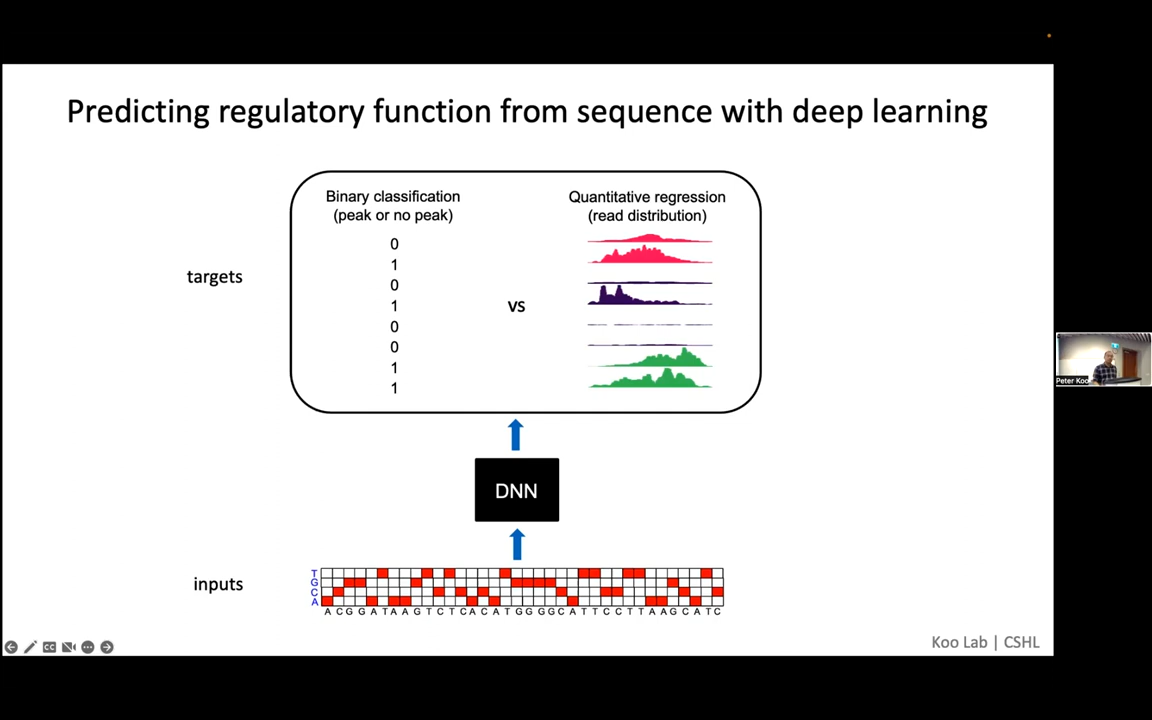 Predicting regulatory function from sequence with deep learning
Binary classification
(peak or no peak)
Quantitative regression
(read distribution)
0
1
0
1
0
0
1
1
targets
vs
DNN
inputs
T
G
C
A
A C G G A T A A G T C T C A C A T G G G G C A T T C C T T A A G C A T C
Koo Lab | CSHL
CC
Peter Koo